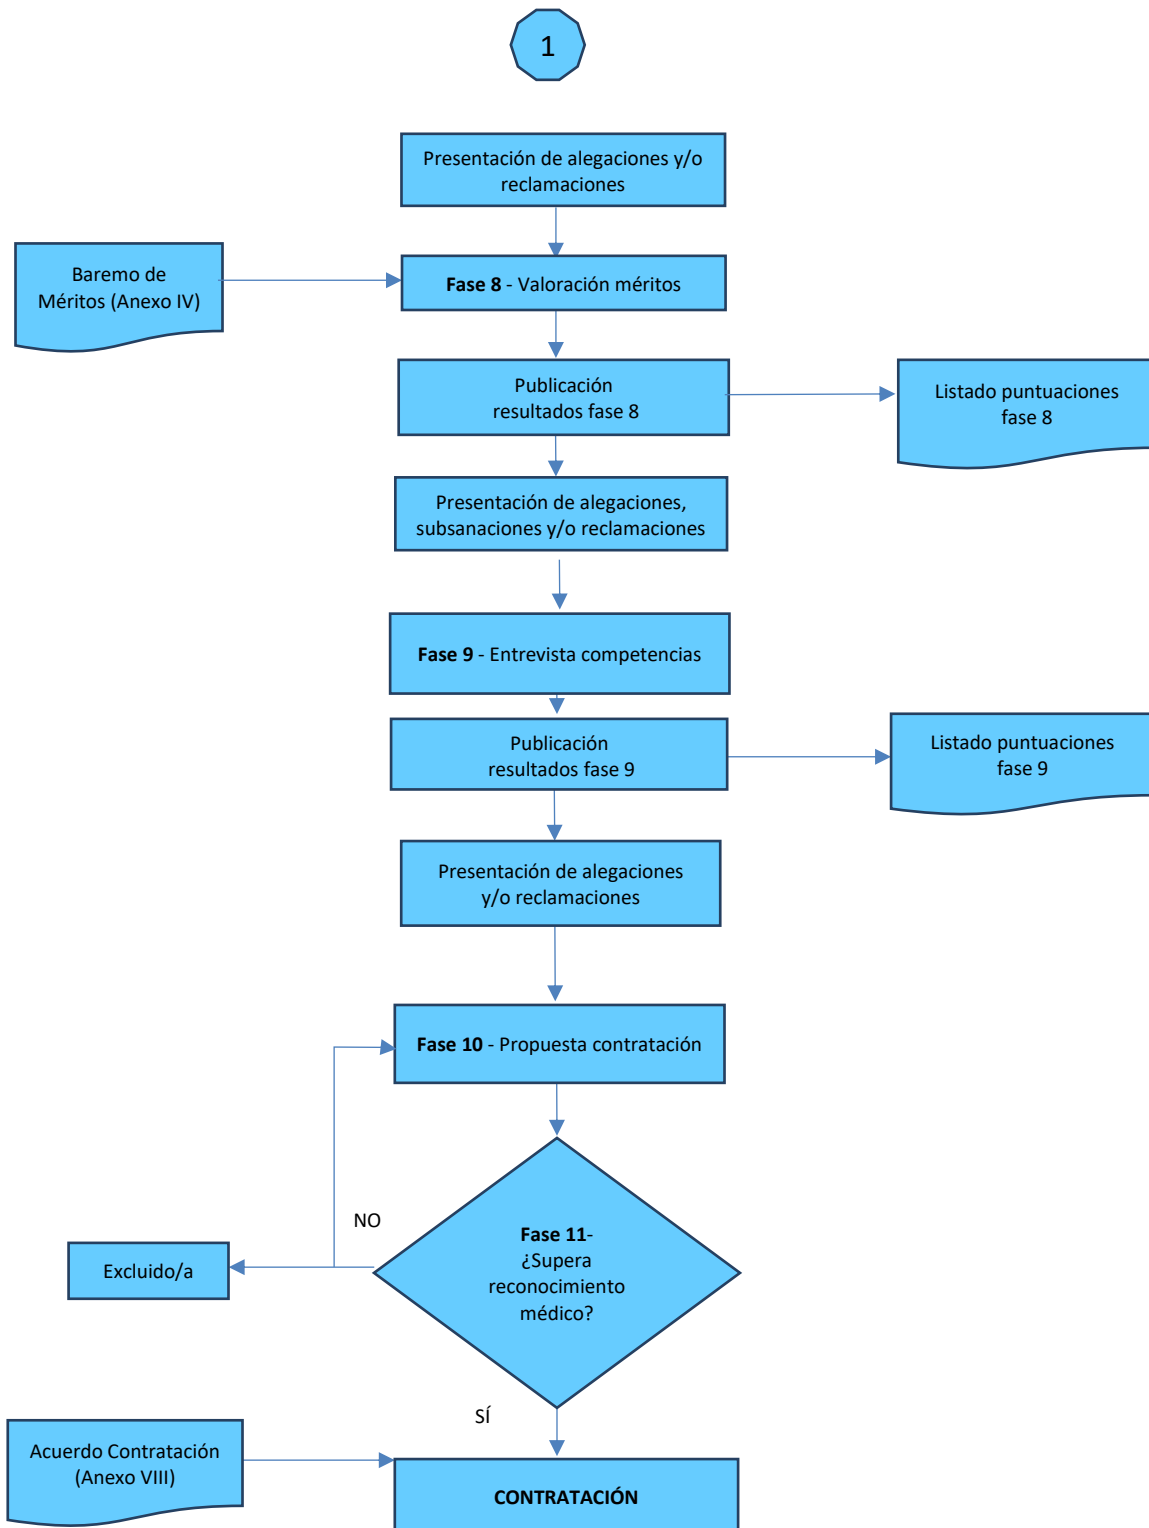 1
Presentación de alegaciones y/o
reclamaciones
Baremo de
Méritos (Anexo IV)
Fase 8 - Valoración méritos
Publicación
resultados fase 8
Listado puntuaciones
fase 8
Presentación de alegaciones,
subsanaciones y/o reclamaciones
Fase 9 - Entrevista competencias
Publicación
resultados fase 9
Listado puntuaciones
fase 9
Presentación de alegaciones
y/o reclamaciones
Fase 10 - Propuesta contratación
NO
Excluido/a
Fase 11-
¿Supera
reconocimiento
médico?
SÍ
Acuerdo Contratación
(Anexo VIII)
CONTRATACIÓN